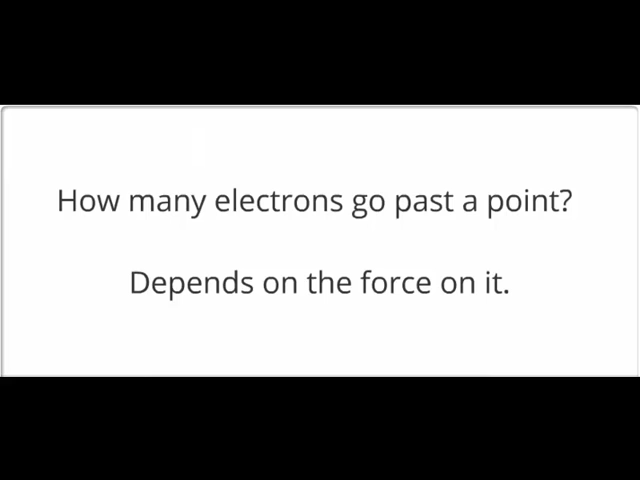 How many electrons go past a point?
Depends on the force on it.